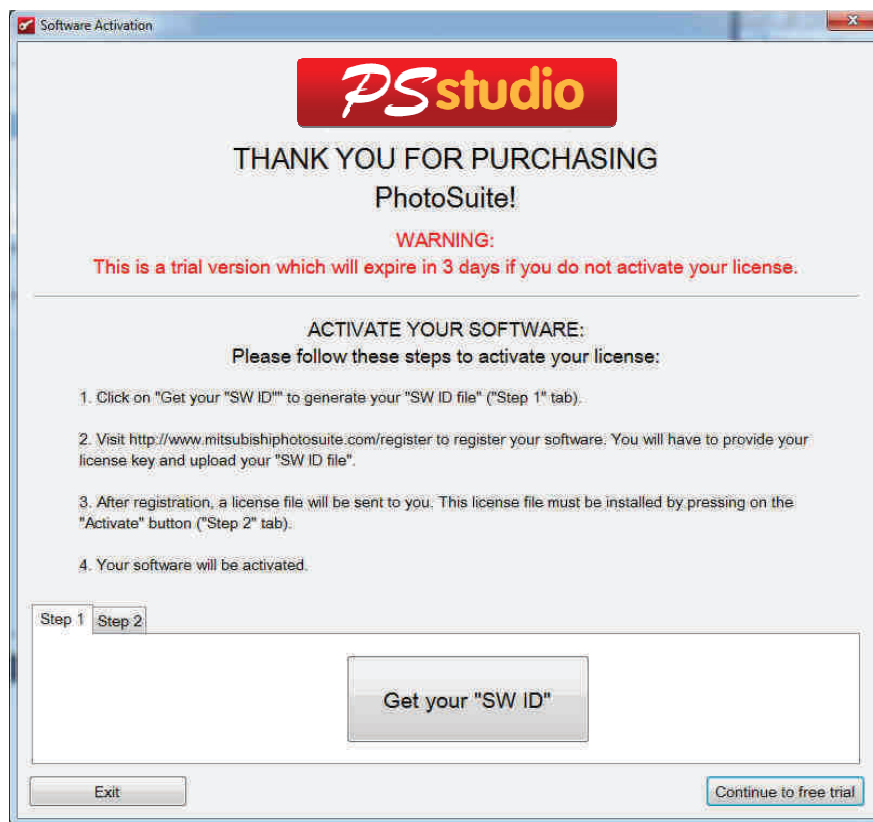 Software Activation
PS studio
THANK YOU FOR PURCHASING
PhotoSuite!
WARNING:
This is a trial version which will expire in 3 days if you do not activate your license.
ACTIVATE YOUR SOFTWARE:
Please follow these steps to activate your license:
1. Click on "Get your "SW ID"" to generate your "SW ID file" ("Step 1" tab).
2. Visit http://www.mitsubishiphotosuite.com/register to register your software. You will have to provide your
license key and upload your "SW ID file".
3. After registration, a license file will be sent to you. This license file must be installed by pressing on the
"Activate" button ("Step 2" tab).
4. Your software will be activated.
Step 1 Step 2
Get your "SW ID"
Exit Continue to free trial